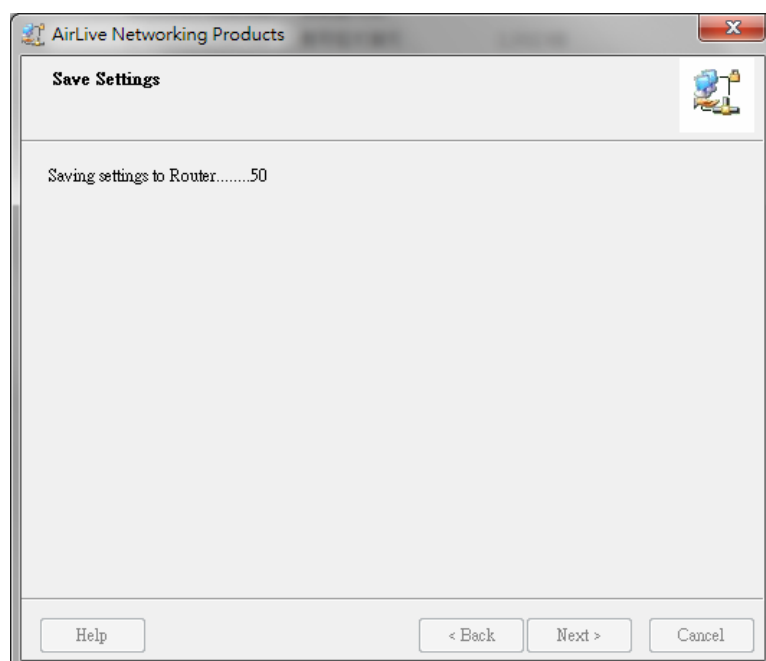 AirLive Networking Products
X
Save Settings
Saving settings to Router........50
Help
< Back
Next >
Cancel